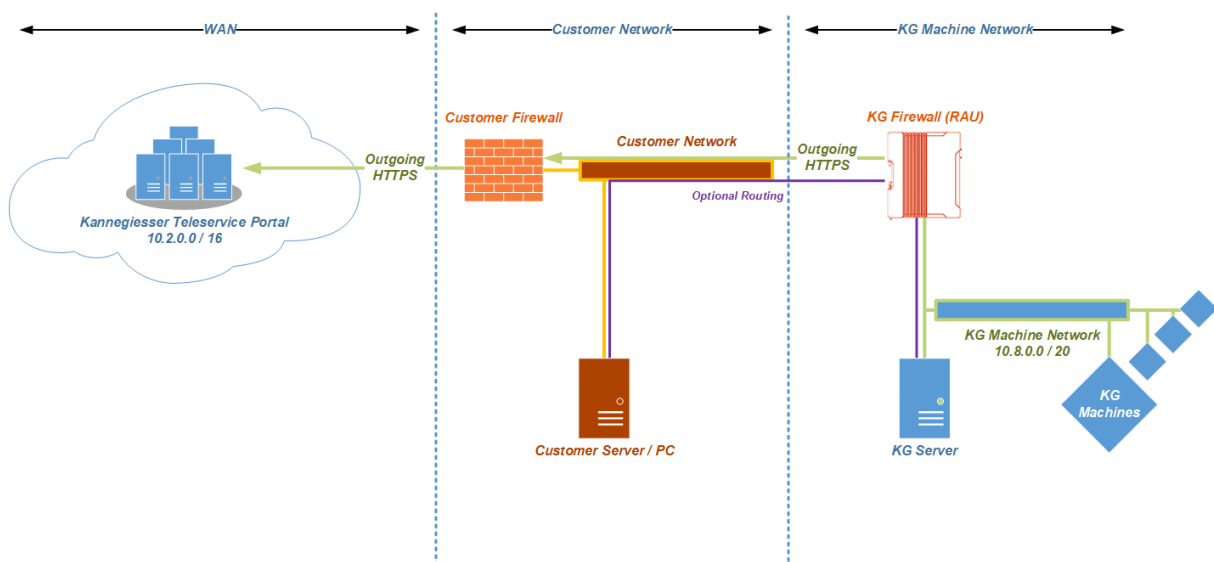 WAN
Customer Network
KG Machine Network
Customer Firewall
KG Firewall (RAU)
Customer Network
Outgoing
HTTPS
Outgoing
HTTPS
Optional Routing
Kannegiesser Teleservice Portal
10.2.0.0 / 16
KG Machine Network
10.8.0.0 / 20
KG
Machines
Customer Server / PC
KG Server